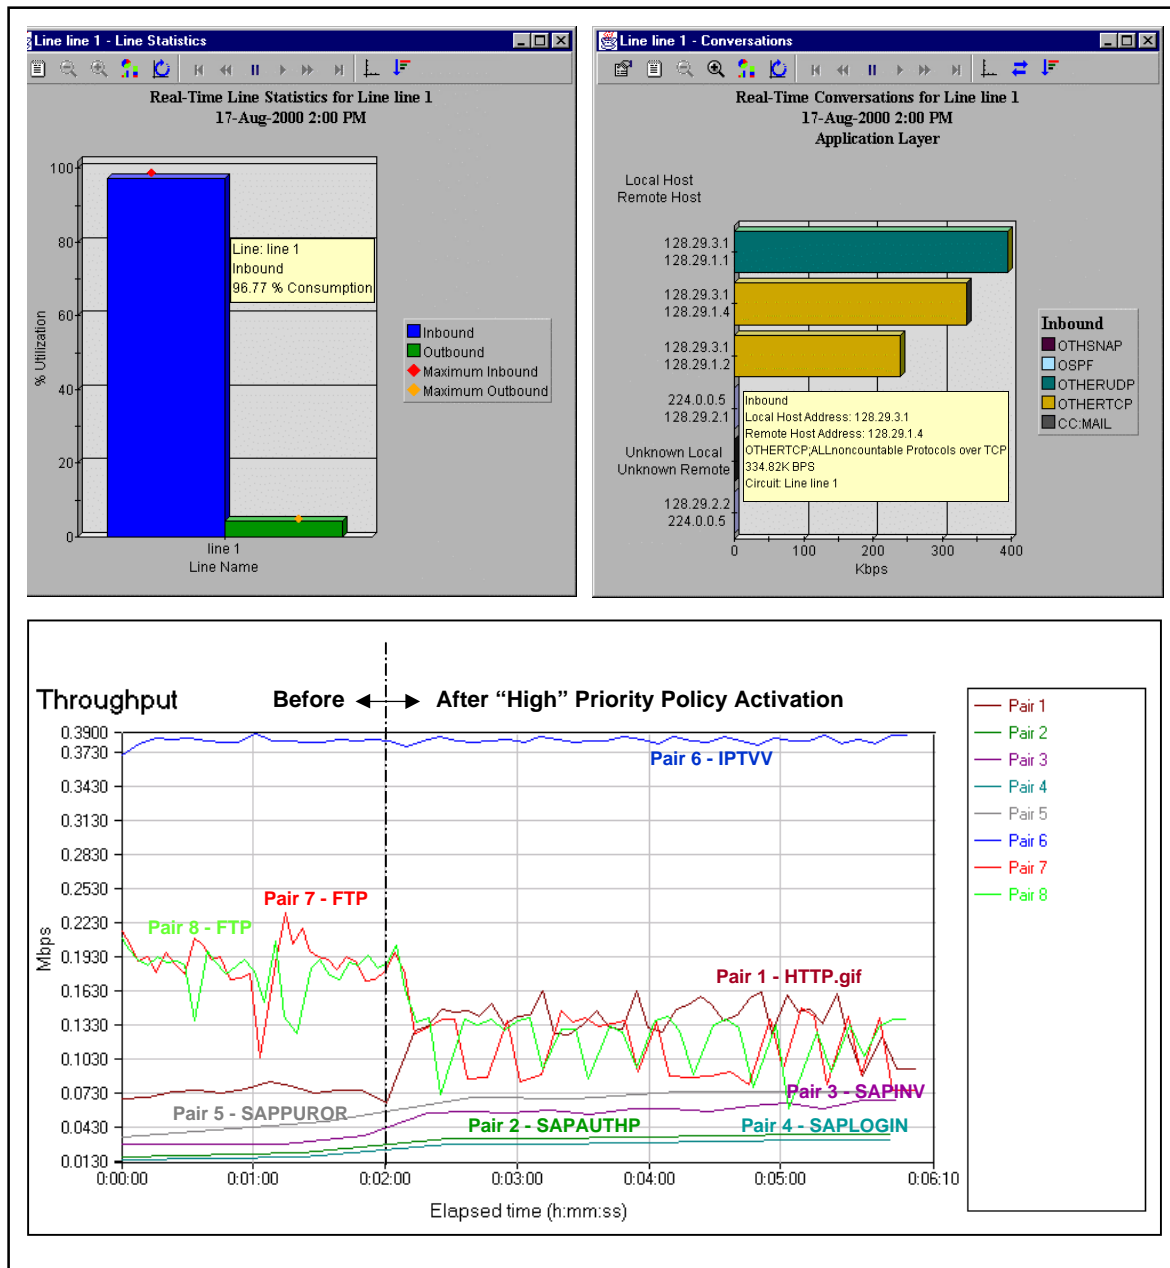 Line line 1 - Line Statistics
Real-Time Line Statistics for Line line 1
17-Aug-2000 2:00 PM
100
80
60
40
20
0
% Utilization
Line: line 1
Inbound
96.77 % Consumption
line 1
Line Name
Inbound
Outbound
Maximum Inbound
Maximum Outbound
Line line 1 - Conversations
Real-Time Conversations for Line line 1
17-Aug-2000 2:00 PM
Application Layer
Local Host
Remote Host
128.29.3.1
128.29.1.1
128.29.3.1
128.29.1.4
128.29.3.1
128.29.1.2
224.0.0.5
128.29.2.1
Unknown Local
Unknown Remote
128.29.2.2
224.0.0.5
Inbound
Local Host Address: 128.29.3.1
Remote Host Address: 128.29.1.4
OTHERTCP;ALLnoncountable Protocols over TCP
334.82K BPS
Circuit: Line line 1
0
100
200
300
400
Kbps
Inbound
OTHSNAP
OSPF
OTHERUDP
OTHERTCP
CC:MAIL
Throughput
Before
After “High” Priority Policy Activation
0.3900
0.3730
0.3430
0.3130
0.2830
0.2530
0.2230
0.1930
0.1630
0.1330
0.1030
0.0730
0.0430
0.0130
Mbps
Pair 6 - IPTVV
Pair 7 - FTP
Pair 8 - FTP
Pair 1 - HTTP.gif
Pair 3 - SAPINV
Pair 5 - SAPPUROR
Pair 2 - SAPAUTHP
Pair 4 - SAPLOGIN
0:00:00
0:01:00
0:02:00
0:03:00
0:04:00
0:05:00
0:06:10
Elapsed time (h:mm:ss)
Pair 1
Pair 2
Pair 3
Pair 4
Pair 5
Pair 6
Pair 7
Pair 8